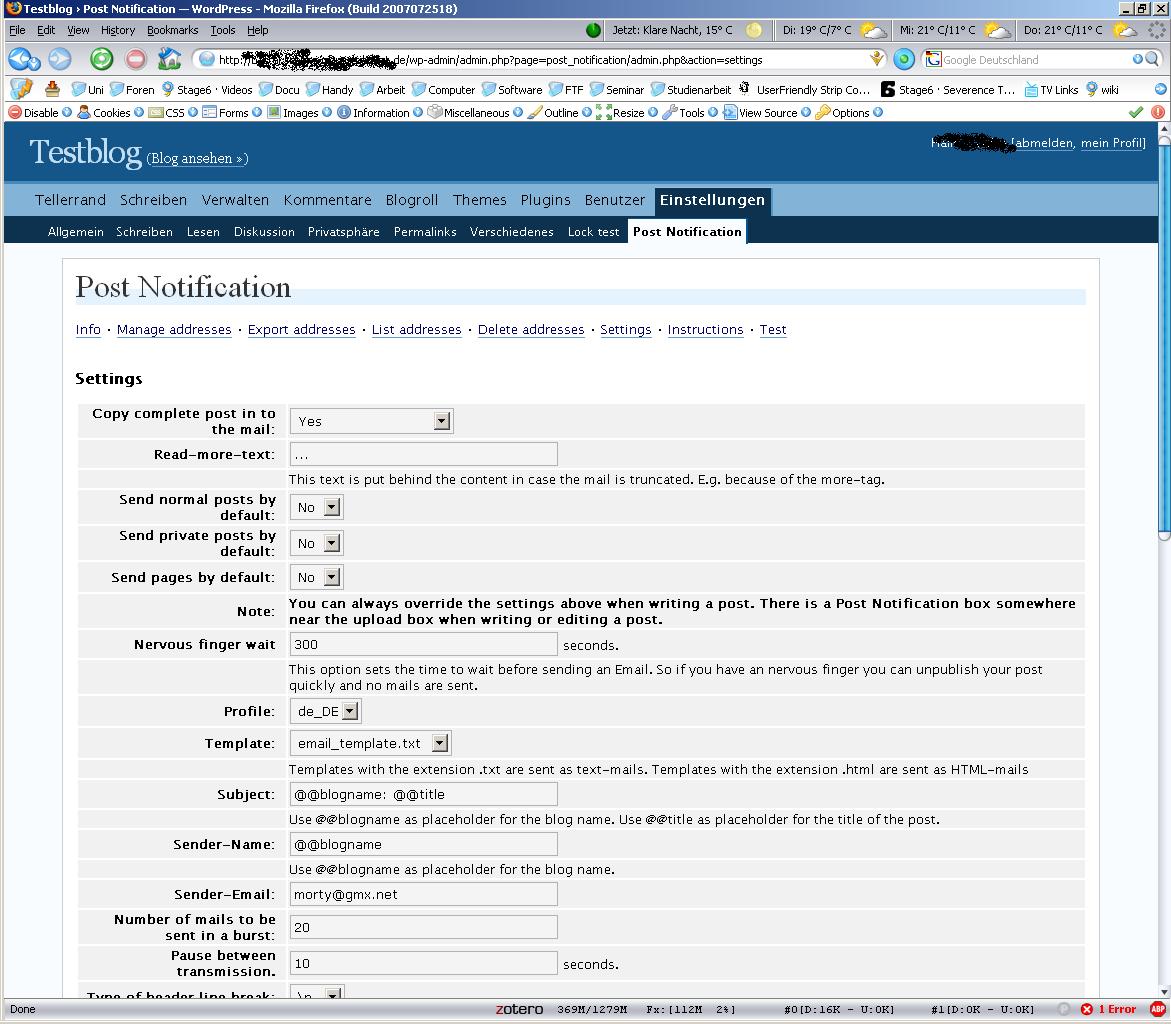 Testblog › Post Notification — WordPress - Mozilla Firefox (Build 2007072518)
File Edit View History Bookmarks Tools Help
Jetzt: Klare Nacht, 15° C Di: 19° C/7° C Mi: 21° C/11° C Do: 21° C/11° C
http:// .de/wp-admin/admin.php?page=post_notification/admin.php&action=settings
Google Deutschland
Uni Foren Stage6 · Videos Docu Handy Arbeit Computer Software FTF Seminar Studienarbeit UserFriendly Strip Co... Stage6 · Severence T... TV Links wiki
Disable Cookies CSS Forms Images Information Miscellaneous Outline Resize Tools View Source Options
Testblog (Blog ansehen »)
[abmelden, mein Profil]
Tellerrand Schreiben Verwalten Kommentare Blogroll Themes Plugins Benutzer Einstellungen
Allgemein Schreiben Lesen Diskussion Privatsphäre Permalinks Verschiedenes Lock test Post Notification
Post Notification
Info · Manage addresses · Export addresses · List addresses · Delete addresses · Settings · Instructions · Test
Settings
Copy complete post in to
the mail:
Yes
Read-more-text:
...
This text is put behind the content in case the mail is truncated. E.g. because of the more-tag.
Send normal posts by
default:
No
Send private posts by
default:
No
Send pages by default:
No
Note:
You can always override the settings above when writing a post. There is a Post Notification box somewhere
near the upload box when writing or editing a post.
Nervous finger wait
300
seconds.
This option sets the time to wait before sending an Email. So if you have an nervous finger you can unpublish your post
quickly and no mails are sent.
Profile:
de_DE
Template:
email_template.txt
Templates with the extension .txt are sent as text-mails. Templates with the extension .html are sent as HTML-mails
Subject:
@@blogname: @@title
Use @@blogname as placeholder for the blog name. Use @@title as placeholder for the title of the post.
Sender-Name:
@@blogname
Use @@blogname as placeholder for the blog name.
Sender-Email:
morty@gmx.net
Number of mails to be
sent in a burst:
20
Pause between
transmission.
10
seconds.
Type of header line break:
\n
Done
zotero 369M/1279M Fx:[112M 2%] #0[D:16K - U:0K] #1[D:0K - U:0K] 1 Error ABP